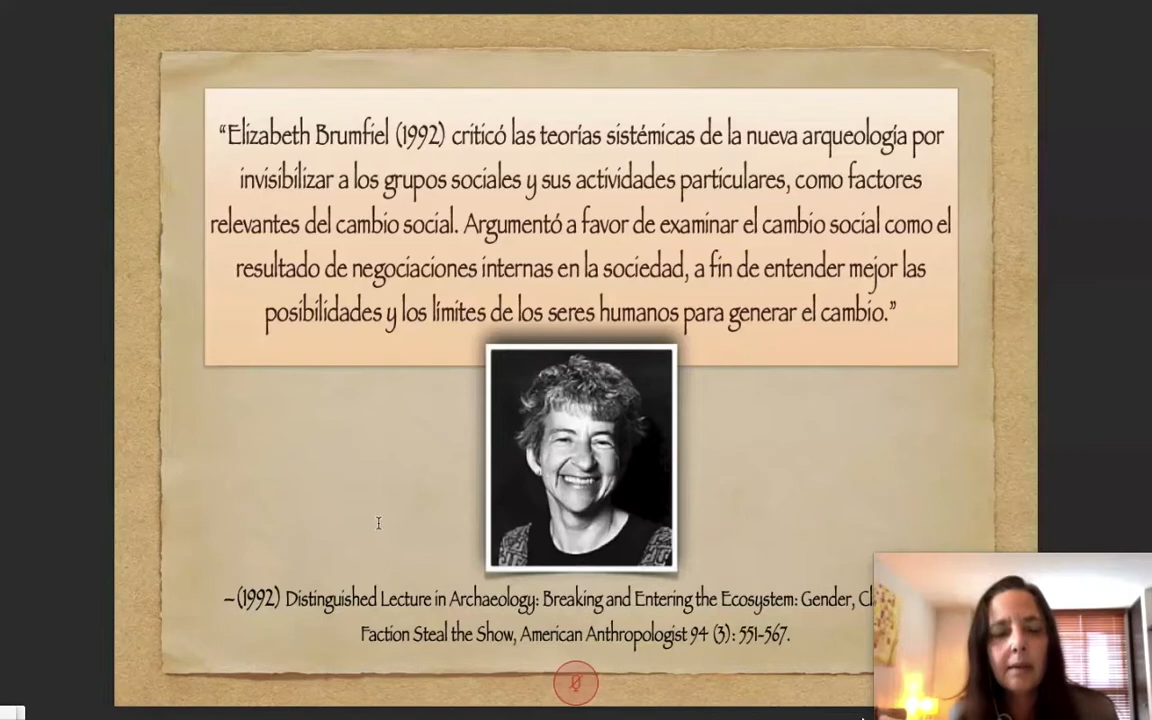 “Elizabeth Brumfiel (1992) criticó las teorías sistémicas de la nueva arqueología por
invisibilizar a los grupos sociales y sus actividades particulares, como factores
relevantes del cambio social. Argumentó a favor de examinar el cambio social como el
resultado de negociaciones internas en la sociedad, a fin de entender mejor las
posibilidades y los límites de los seres humanos para generar el cambio.”
–(1992) Distinguished Lecture in Archaeology: Breaking and Entering the Ecosystem: Gender,
Faction Steal the Show, American Anthropologist 94 (3): 551-567.